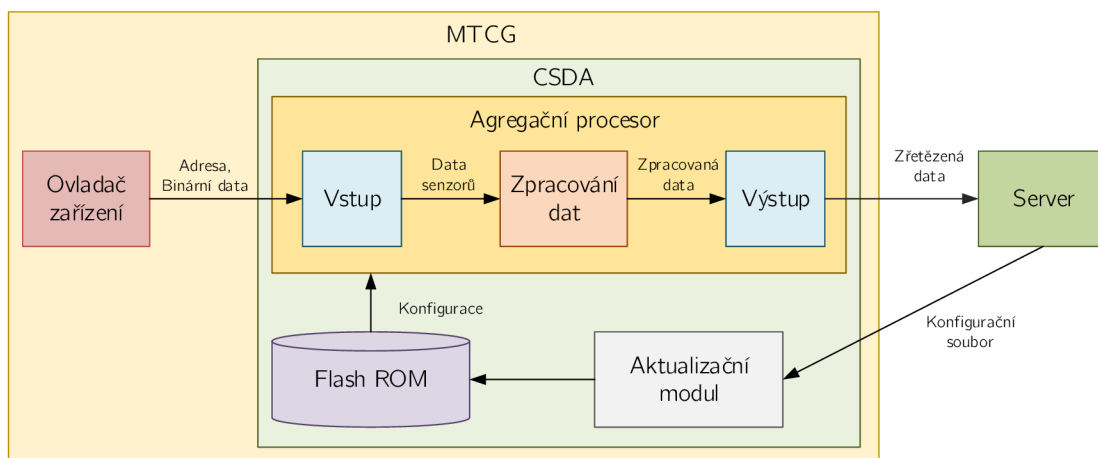 MTCG
CSDA
Agregační procesor
Ovladač
zařízení
Adresa,
Binární data
Vstup
Data
senzorů
Zpracování
dat
Zpracovaná
data
Výstup
Zřetězená
data
Server
Konfigurace
Konfigurační
soubor
Flash ROM
Aktualizační
modul